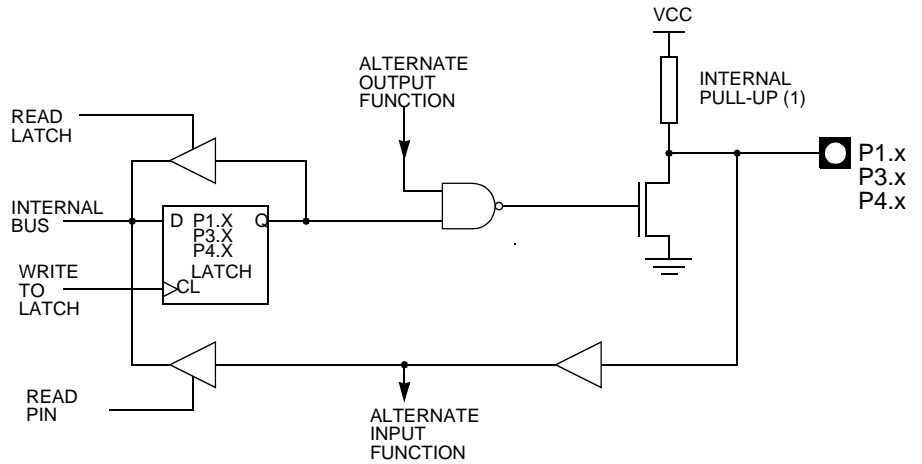 VCC
ALTERNATE
OUTPUT
FUNCTION
INTERNAL
PULL-UP (1)
READ
LATCH
P1.x
P3.x
P4.x
INTERNAL
BUS
D P1.X Q
P3.X
P4.X
LATCH
CL
WRITE
TO
LATCH
READ
PIN
ALTERNATE
INPUT
FUNCTION